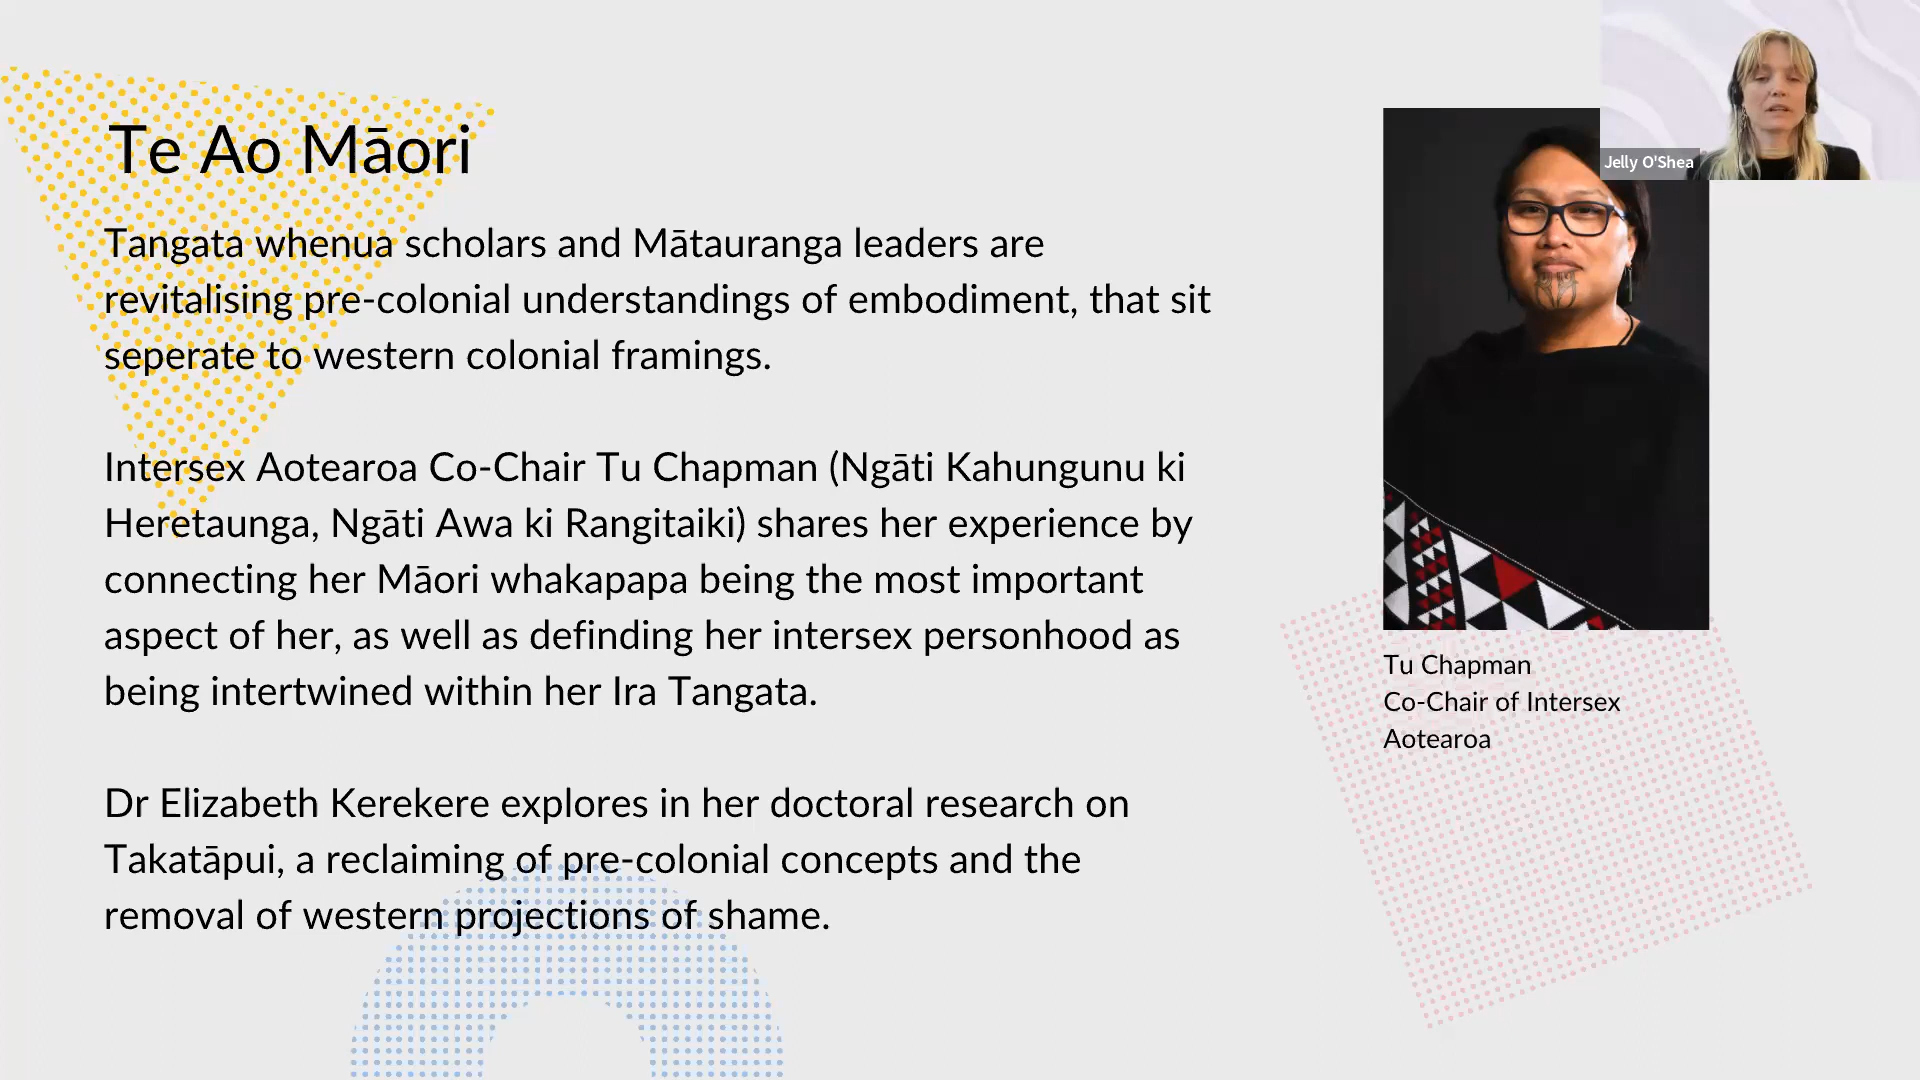 Te Ao Māori
Tangata whenua scholars and Mātauranga leaders are
revitalising pre-colonial understandings of embodiment, that sit
seperate to western colonial framings.
Intersex Aotearoa Co-Chair Tu Chapman (Ngāti Kahungunu ki
Heretaunga, Ngāti Awa ki Rangitaiki) shares her experience by
connecting her Māori whakapapa being the most important
aspect of her, as well as definding her intersex personhood as
being intertwined within her Ira Tangata.
Dr Elizabeth Kerekere explores in her doctoral research on
Takatāpui, a reclaiming of pre-colonial concepts and the
removal of western projections of shame.
Jelly O'Shea
Tu Chapman
Co-Chair of Intersex
Aotearoa